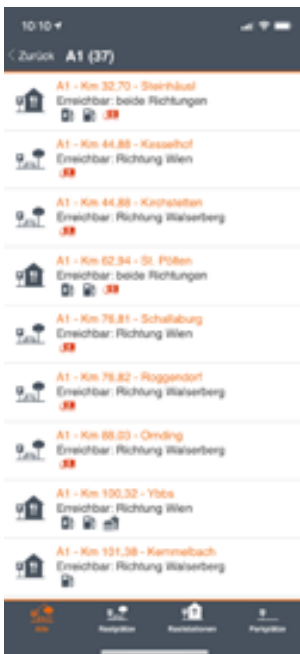 10:10
Zurück A1 (37)
A1 - Km 32,70 - Steinhäusl
Erreichbar: beide Richtungen
A1 - Km 44,88 - Kesselhof
Erreichbar: Richtung Wien
A1 - Km 44,88 - Kirchstetten
Erreichbar: Richtung Walserberg
A1 - Km 62,94 - St. Pölten
Erreichbar: beide Richtungen
A1 - Km 76,81 - Schallaburg
Erreichbar: Richtung Wien
A1 - Km 78,82 - Roggendorf
Erreichbar: Richtung Walserberg
A1 - Km 88,03 - Ornding
Erreichbar: Richtung Walserberg
A1 - Km 100,32 - Ybbs
Erreichbar: Richtung Wien
A1 - Km 101,38 - Kemmelbach
Erreichbar: Richtung Walserberg
Alle Rastplätze Raststationen Parkplätze